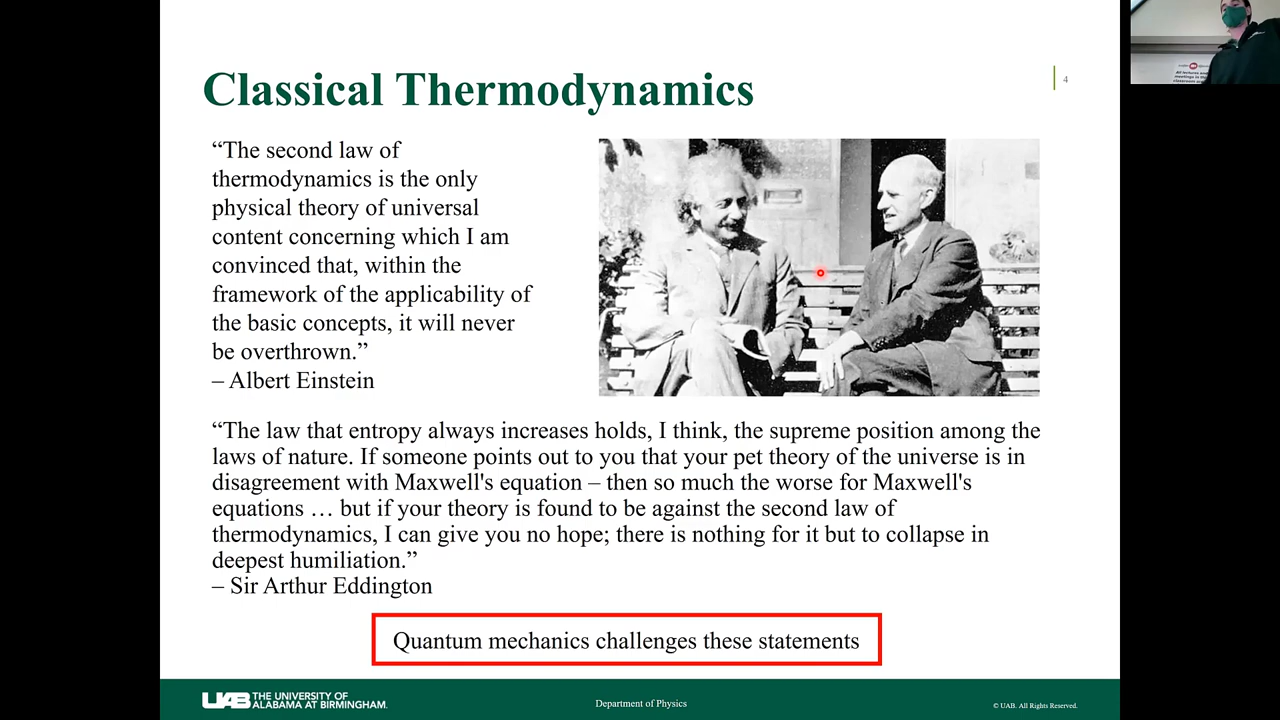 Classical Thermodynamics
4
“The second law of
thermodynamics is the only
physical theory of universal
content concerning which I am
convinced that, within the
framework of the applicability of
the basic concepts, it will never
be overthrown.”
– Albert Einstein
“The law that entropy always increases holds, I think, the supreme position among the
laws of nature. If someone points out to you that your pet theory of the universe is in
disagreement with Maxwell's equation – then so much the worse for Maxwell's
equations … but if your theory is found to be against the second law of
thermodynamics, I can give you no hope; there is nothing for it but to collapse in
deepest humiliation.”
– Sir Arthur Eddington
Quantum mechanics challenges these statements
UAB THE UNIVERSITY OF
ALABAMA AT BIRMINGHAM.
Department of Physics
© UAB. All Rights Reserved.